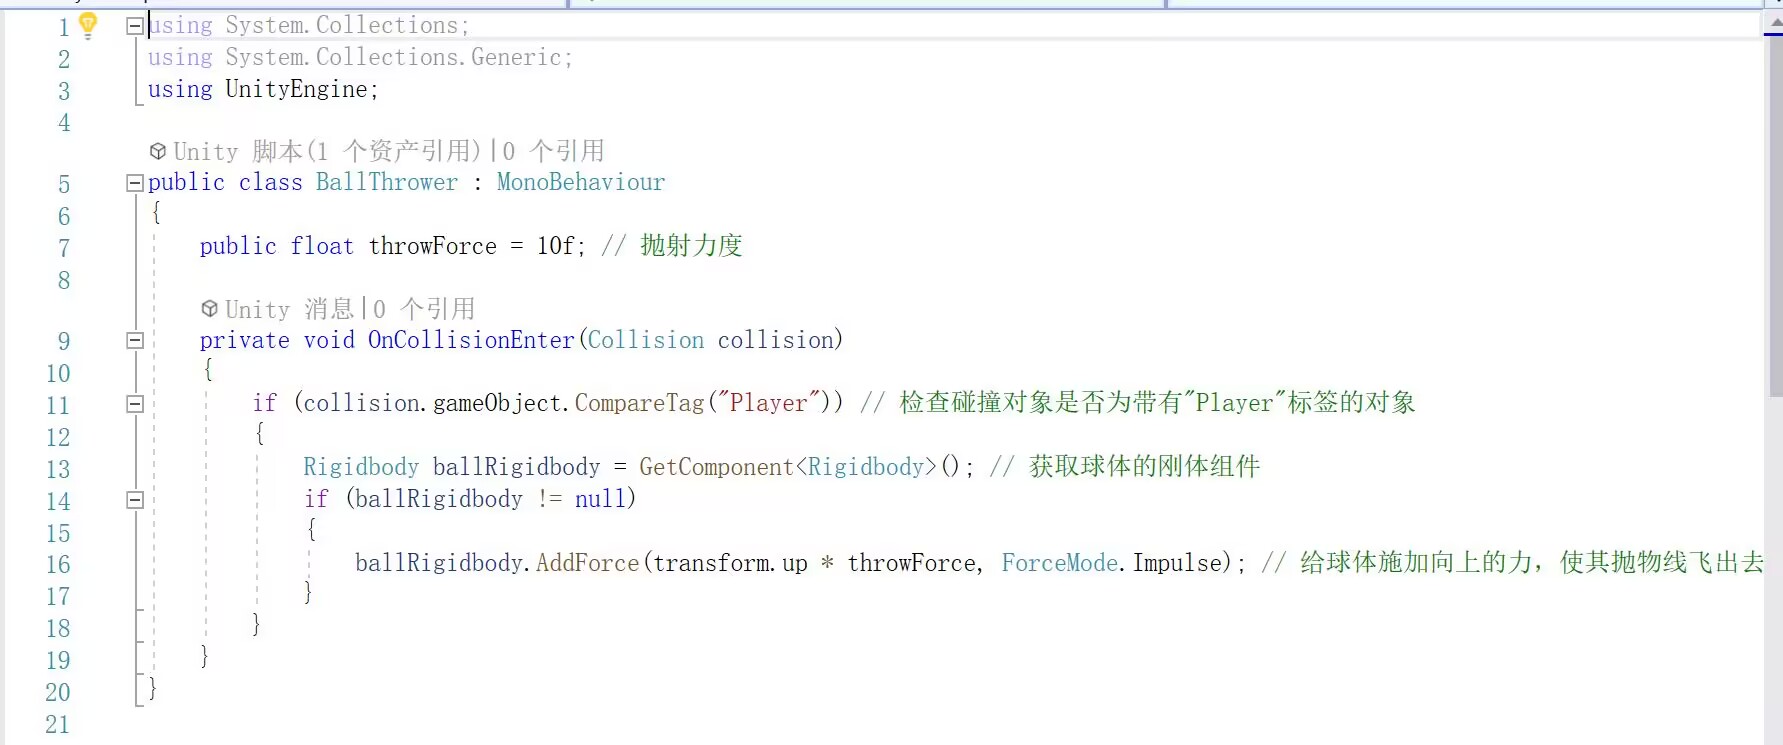 1 using System.Collections;
2 using System.Collections.Generic;
3 using UnityEngine;
4
Unity 脚本(1 个资产引用)|0 个引用
5 public class BallThrower : MonoBehaviour
6 {
7 public float throwForce = 10f; // 抛射力度
8
Unity 消息|0 个引用
9 private void OnCollisionEnter(Collision collision)
10 {
11 if (collision.gameObject.CompareTag("Player")) // 检查碰撞对象是否为带有"Player"标签的对象
12 {
13 Rigidbody ballRigidbody = GetComponent<Rigidbody>(); // 获取球体的刚体组件
14 if (ballRigidbody != null)
15 {
16 ballRigidbody.AddForce(transform.up * throwForce, ForceMode.Impulse); // 给球体施加向上的力，使其抛物线飞出去
17 }
18 }
19 }
20 }
21